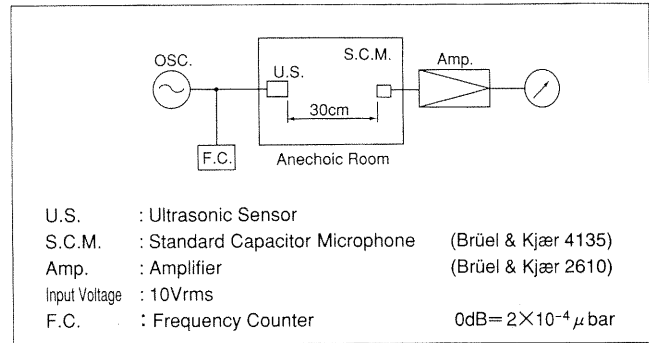 OSC.
S.C.M.
Amp.
U.S.
30cm
F.C.
Anechoic Room
U.S. : Ultrasonic Sensor
S.C.M. : Standard Capacitor Microphone (Brüel & Kjær 4135)
Amp. : Amplifier (Brüel & Kjær 2610)
Input Voltage : 10Vrms
F.C. : Frequency Counter 0dB=2×10⁻⁴μbar